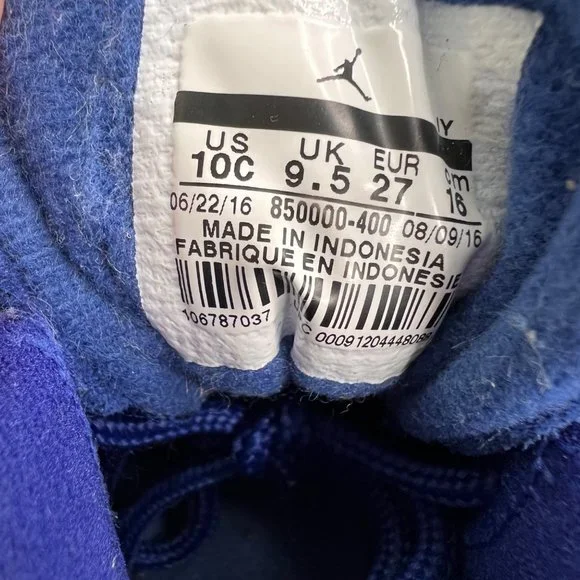 IY
US UK EUR cm
10C 9.5 27 16
06/22/16 850000-400 08/09/16
MADE IN INDONESIA
FABRIQUE EN INDONESIE
106787037